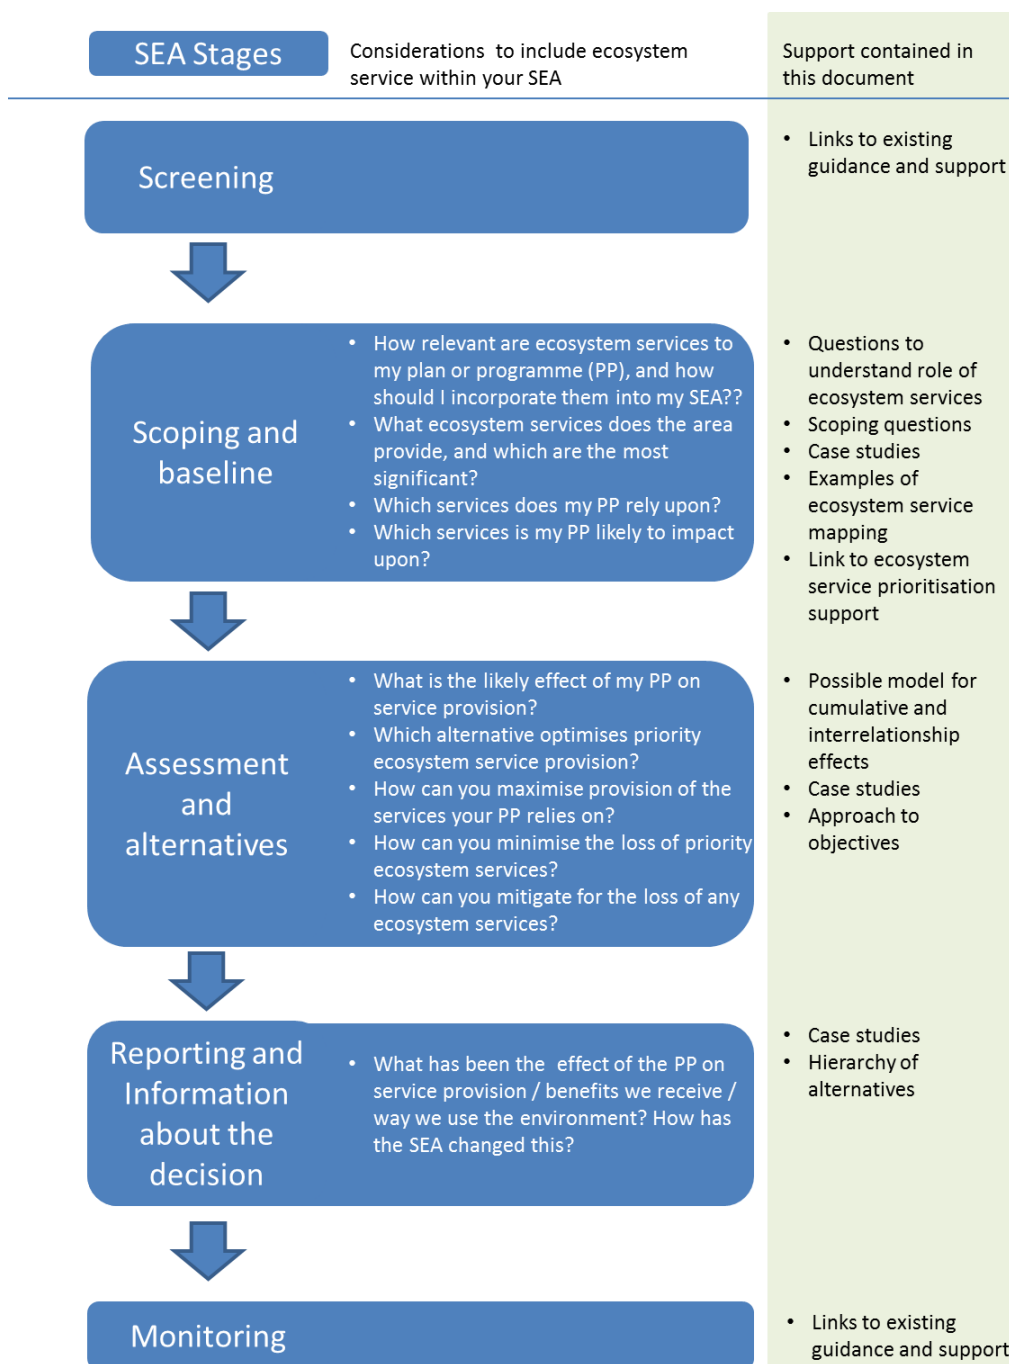 SEA Stages
Considerations to include ecosystem
service within your SEA
Support contained in
this document
Screening
• Links to existing
guidance and support
Scoping and
baseline
• How relevant are ecosystem services to
my plan or programme (PP), and how
should I incorporate them into my SEA??
• What ecosystem services does the area
provide, and which are the most
significant?
• Which services does my PP rely upon?
• Which services is my PP likely to impact
upon?
• Questions to
understand role of
ecosystem services
• Scoping questions
• Case studies
• Examples of
ecosystem service
mapping
• Link to ecosystem
service prioritisation
support
Assessment
and
alternatives
• What is the likely effect of my PP on
service provision?
• Which alternative optimises priority
ecosystem service provision?
• How can you maximise provision of the
services your PP relies on?
• How can you minimise the loss of priority
ecosystem services?
• How can you mitigate for the loss of any
ecosystem services?
• Possible model for
cumulative and
interrelationship
effects
• Case studies
• Approach to
objectives
Reporting and
Information
about the
decision
• What has been the effect of the PP on
service provision / benefits we receive /
way we use the environment? How has
the SEA changed this?
• Case studies
• Hierarchy of
alternatives
Monitoring
• Links to existing
guidance and support